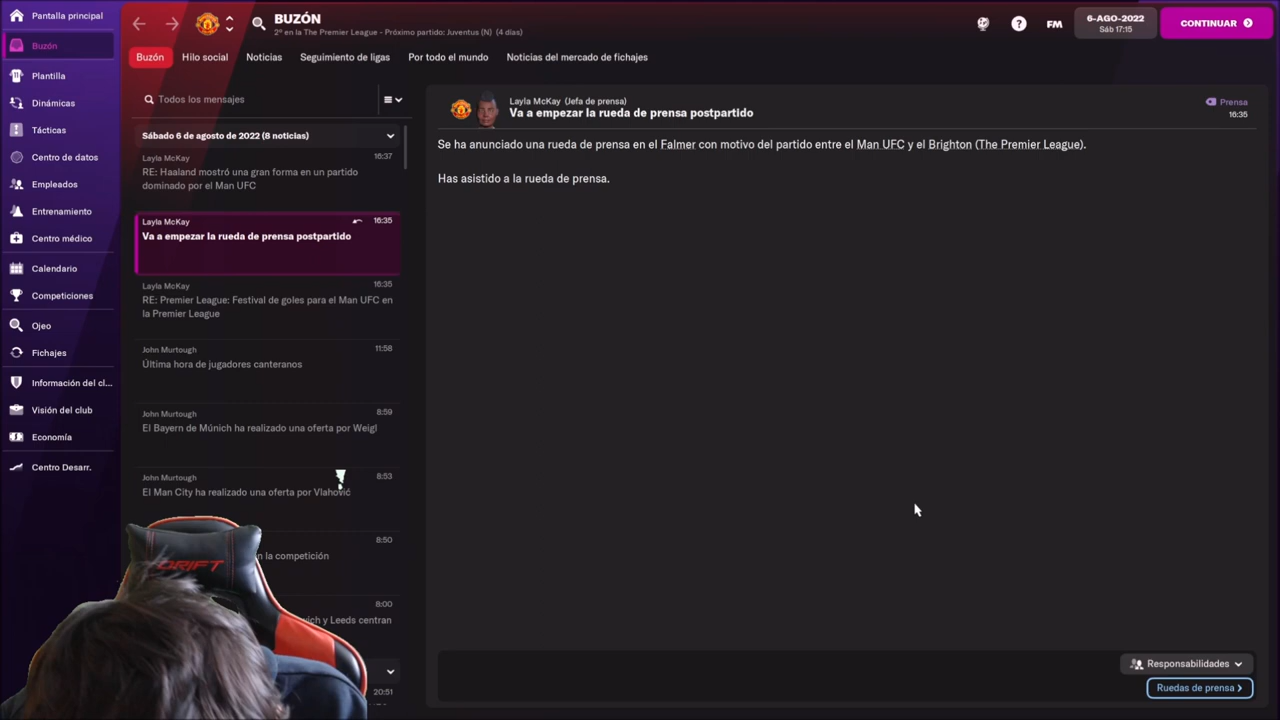 Pantalla principal
Buzón
Plantilla
Dinámicas
Tácticas
Centro de datos
Empleados
Entrenamiento
Centro médico
Calendario
Competiciones
Ojeo
Fichajes
Información del cl...
Visión del club
Economía
Centro Desarr.
BUZÓN
2º en la The Premier League - Próximo partido: Juventus (N) (4 días)
FM
6-AGO-2022
Sáb 17:15
CONTINUAR
Buzón
Hilo social
Noticias
Seguimiento de ligas
Por todo el mundo
Noticias del mercado de fichajes
Todos los mensajes
Sábado 6 de agosto de 2022 (8 noticias)
Layla McKay 16:37
RE: Haaland mostró una gran forma en un partido
dominado por el Man UFC
Layla McKay 16:35
Va a empezar la rueda de prensa postpartido
Layla McKay 16:35
RE: Premier League: Festival de goles para el Man UFC en
la Premier League
John Murtough 11:58
Última hora de jugadores canteranos
John Murtough 8:59
El Bayern de Múnich ha realizado una oferta por Weigl
John Murtough 8:53
El Man City ha realizado una oferta por Vlahović
8:50
la competición
8:00
y Leeds centran
20:51
DRIFT
Layla McKay (Jefa de prensa)
Va a empezar la rueda de prensa postpartido
Prensa
16:35
Se ha anunciado una rueda de prensa en el Falmer con motivo del partido entre el Man UFC y el Brighton (The Premier League).
Has asistido a la rueda de prensa.
Responsabilidades
Ruedas de prensa